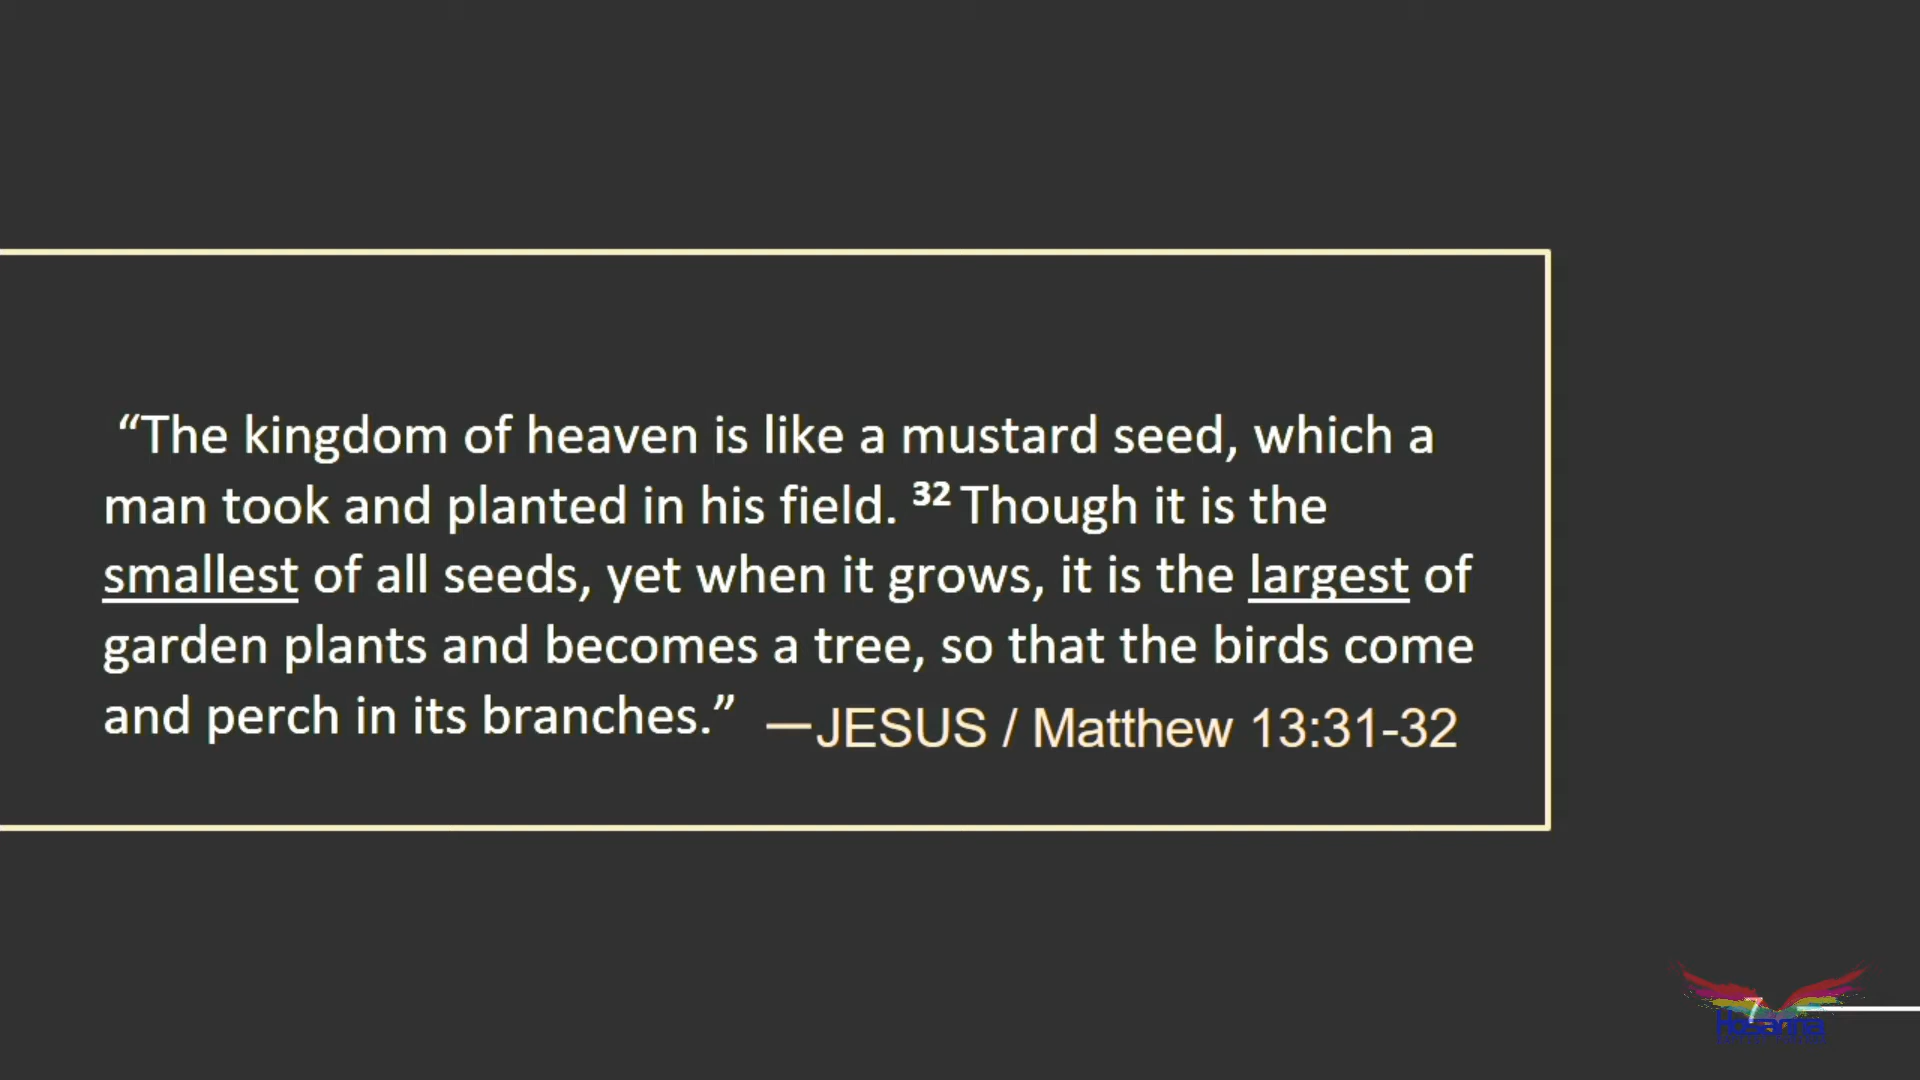 “The kingdom of heaven is like a mustard seed, which a
man took and planted in his field. 32 Though it is the
smallest of all seeds, yet when it grows, it is the largest of
garden plants and becomes a tree, so that the birds come
and perch in its branches.” —JESUS / Matthew 13:31-32
7
Hosanna